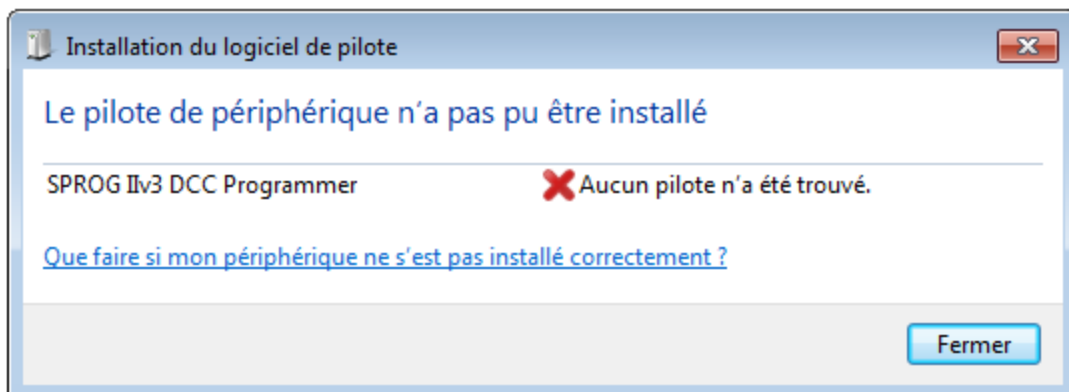 Installation du logiciel de pilote
Le pilote de périphérique n'a pas pu être installé
SPROG IIv3 DCC Programmer Aucun pilote n'a été trouvé.
Que faire si mon périphérique ne s'est pas installé correctement ?
Fermer